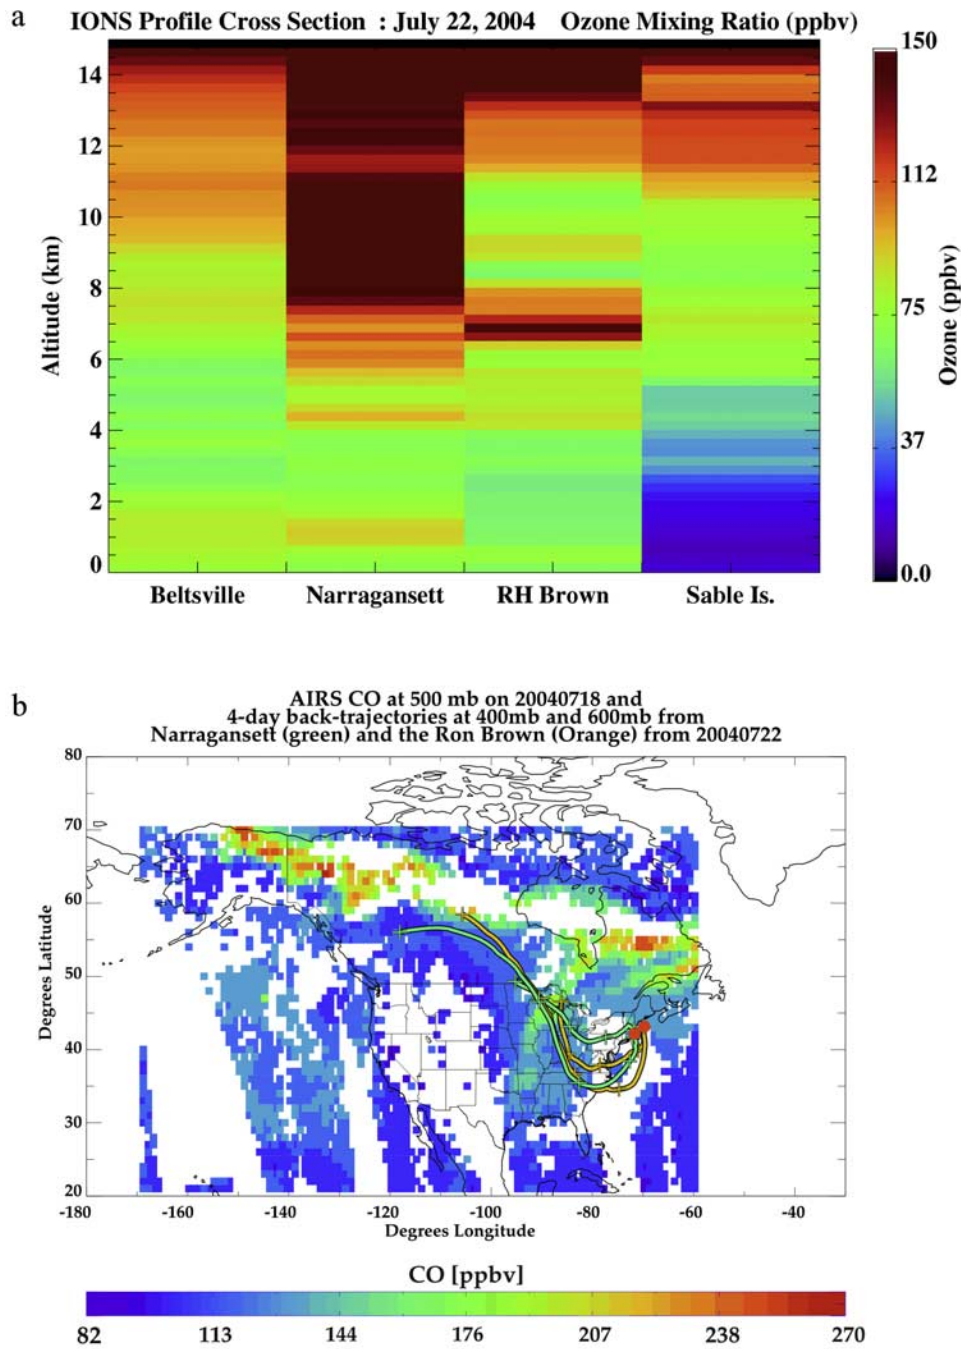 a
IONS Profile Cross Section : July 22, 2004 Ozone Mixing Ratio (ppbv)
150
14
12
112
10
8
75
6
4
37
2
0
0.0
Altitude (km)
Ozone (ppbv)
Beltsville Narragansett RH Brown Sable Is.
b
AIRS CO at 500 mb on 20040718 and
4-day back-trajectories at 400mb and 600mb from
Narragansett (green) and the Ron Brown (Orange) from 20040722
80
70
60
50
40
30
20
Degrees Latitude
-180 -160 -140 -120 -100 -80 -60 -40
Degrees Longitude
CO [ppbv]
82 113 144 176 207 238 270